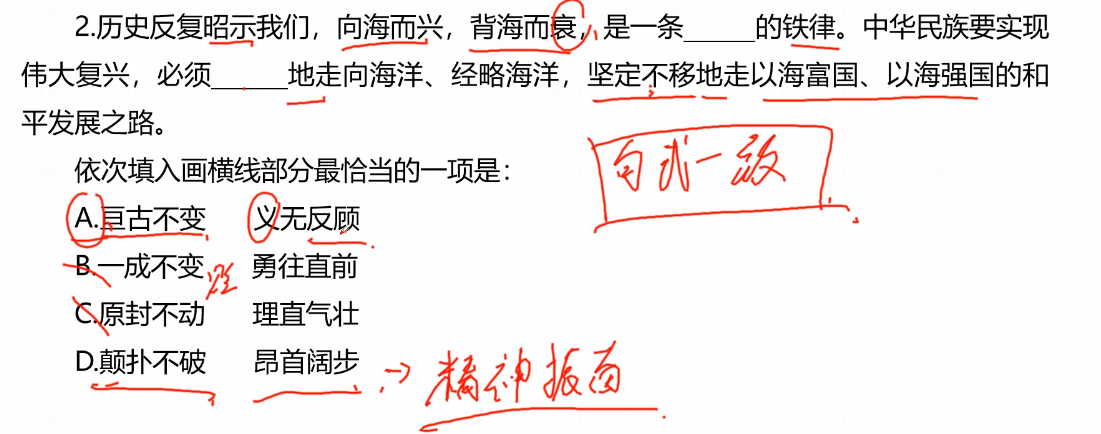 2.历史反复昭示我们，向海而兴，背海而衰，是一条_____的铁律。中华民族要实现
伟大复兴，必须_____地走向海洋、经略海洋，坚定不移地走以海富国、以海强国的和
平发展之路。
依次填入画横线部分最恰当的一项是：
句式一致
A.亘古不变 义无反顾
B.一成不变 勇往直前
C.原封不动 理直气壮
D.颠扑不破 昂首阔步 → 精神振奋